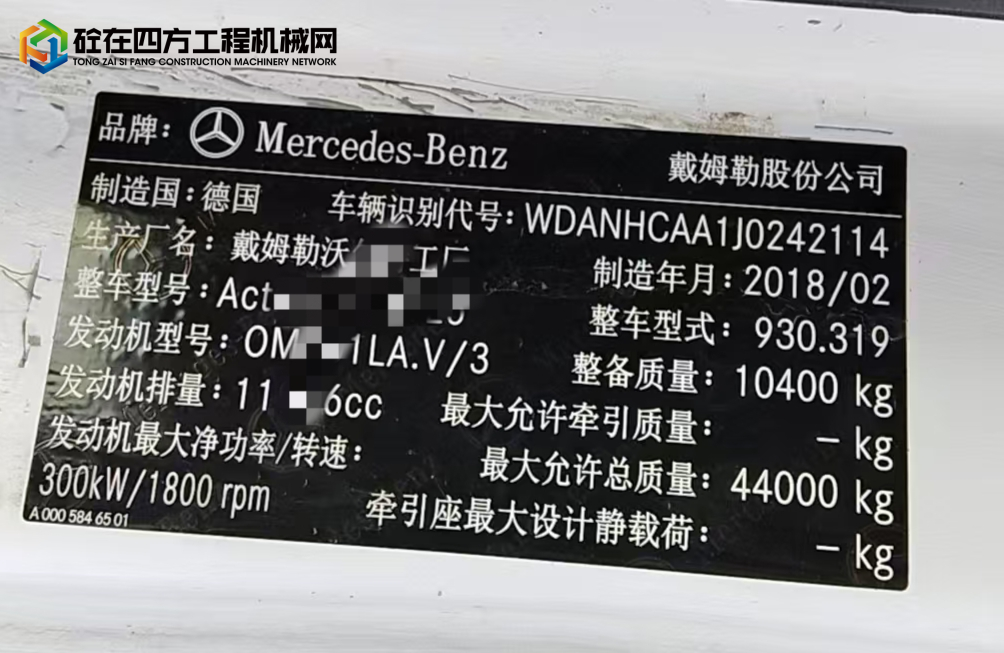 砼在四方工程机械网
TONG ZAI SI FANG CONSTRUCTION MACHINERY NETWORK
品牌: Mercedes-Benz 戴姆勒股份公司
制造国:德国 车辆识别代号:WDANHCAA1J0242114
生产厂名:戴姆勒沃 工厂 制造年月:2018/02
整车型号:Act 整车型式:930.319
发动机型号:OM 1LA.V/3 整备质量:10400 kg
发动机排量:11 6cc 最大允许牵引质量: – kg
发动机最大净功率/转速: 最大允许总质量:44000 kg
300kW/1800 rpm 牵引座最大设计静载荷: – kg
A 000 584 65 01